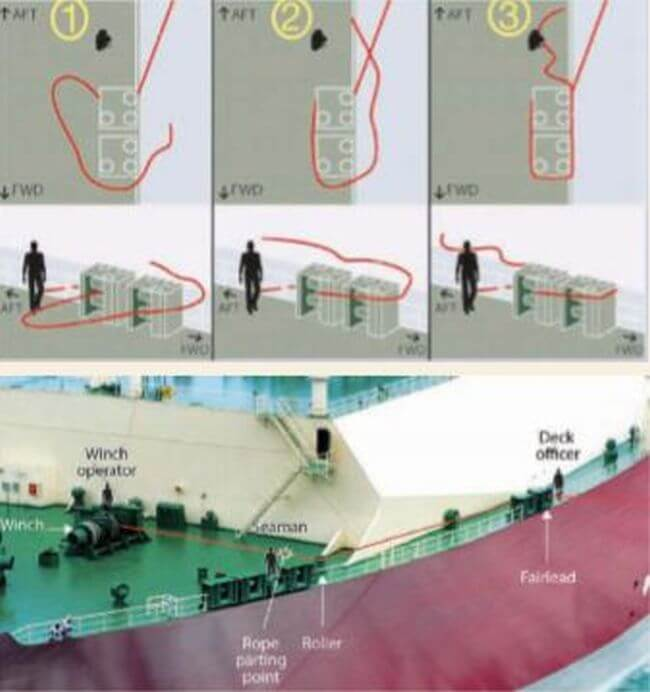 AFT 1
AFT 2
AFT 3
FWD
FWD
FWD
AFT
FWD
AFT
FWD
AFT
FWD
Winch
operator
Deck
officer
Winch
Seaman
Fairlead
Rope
parting
point
Roller